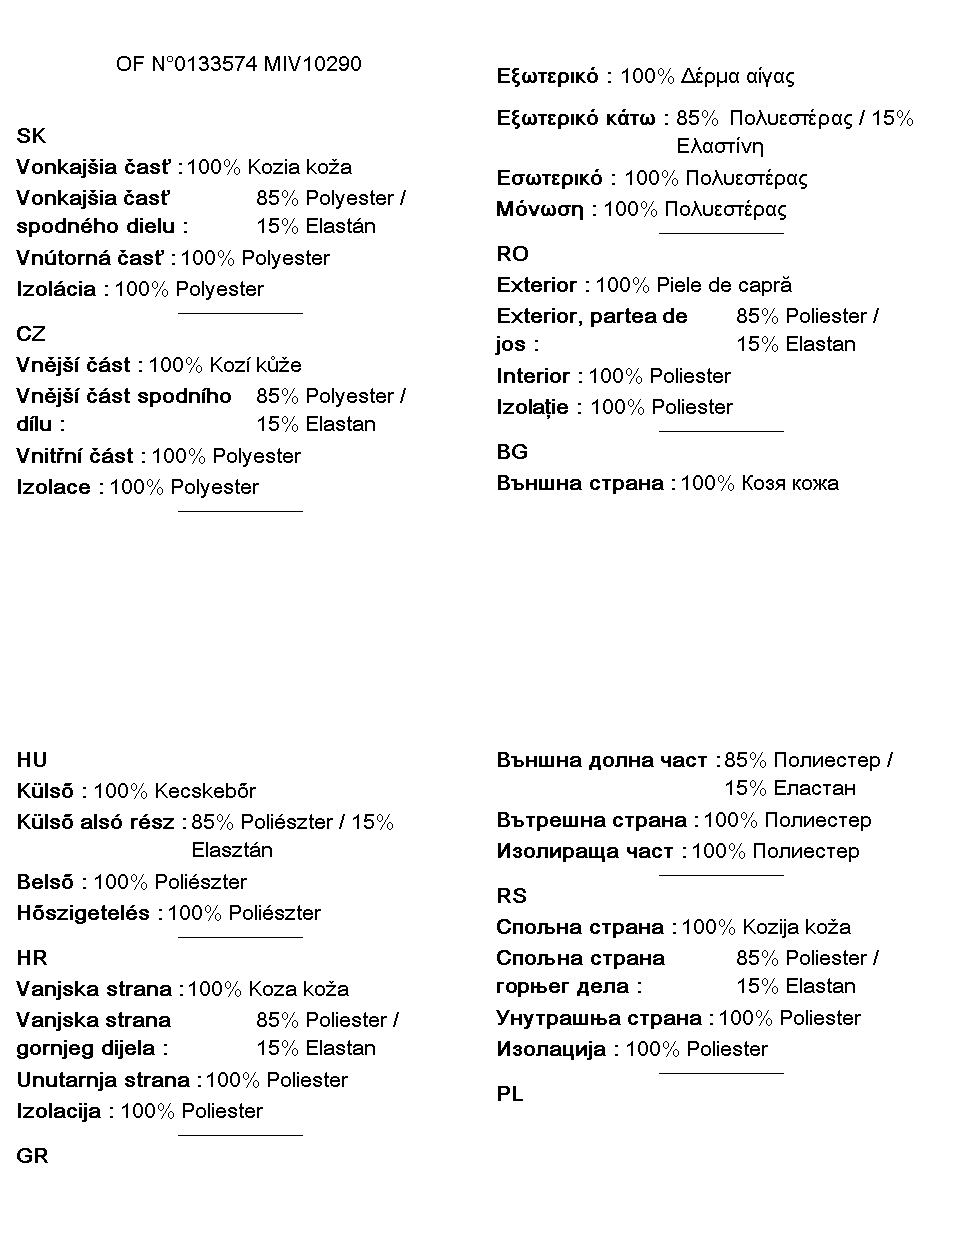 OF N°0133574 MIV10290
SK
Vonkajšia časť : 100% Kozia koža
Vonkajšia časť 85% Polyester /
spodného dielu : 15% Elastán
Vnútorná časť : 100% Polyester
Izolácia : 100% Polyester
CZ
Vnější část : 100% Kozí kůže
Vnější část spodního 85% Polyester /
dílu : 15% Elastan
Vnitřní část : 100% Polyester
Izolace : 100% Polyester
HU
Külső : 100% Kecskebőr
Külső alsó rész : 85% Poliészter / 15%
Elasztán
Belső : 100% Poliészter
Hőszigetelés : 100% Poliészter
HR
Vanjska strana : 100% Koza koža
Vanjska strana 85% Poliester /
gornjeg dijela : 15% Elastan
Unutarnja strana : 100% Poliester
Izolacija : 100% Poliester
GR
Εξωτερικό : 100% Δέρμα αίγας
Εξωτερικό κάτω : 85% Πολυεστέρας / 15%
Ελαστίνη
Εσωτερικό : 100% Πολυεστέρας
Μόνωση : 100% Πολυεστέρας
RO
Exterior : 100% Piele de capră
Exterior, partea de 85% Poliester /
jos : 15% Elastan
Interior : 100% Poliester
Izolaţie : 100% Poliester
BG
Външна страна : 100% Козя кожа
Външна долна част : 85% Полиестер /
15% Еластан
Вътрешна страна : 100% Полиестер
Изолираща част : 100% Полиестер
RS
Спољна страна : 100% Kozija koža
Спољна страна 85% Poliester /
горњег дела : 15% Elastan
Унутрашња страна : 100% Poliester
Изолација : 100% Poliester
PL